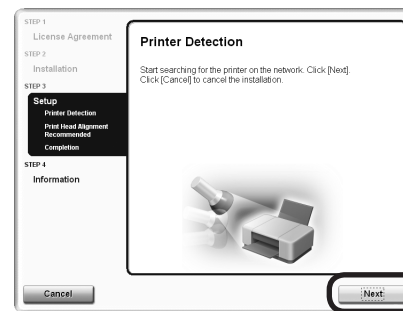 STEP 1
License Agreement
STEP 2
Installation
STEP 3
Setup
Printer Detection
Print Head Alignment
Recommended
Completion
STEP 4
Information
Printer Detection
Start searching for the printer on the network. Click [Next].
Click [Cancel] to cancel the installation.
Cancel
Next